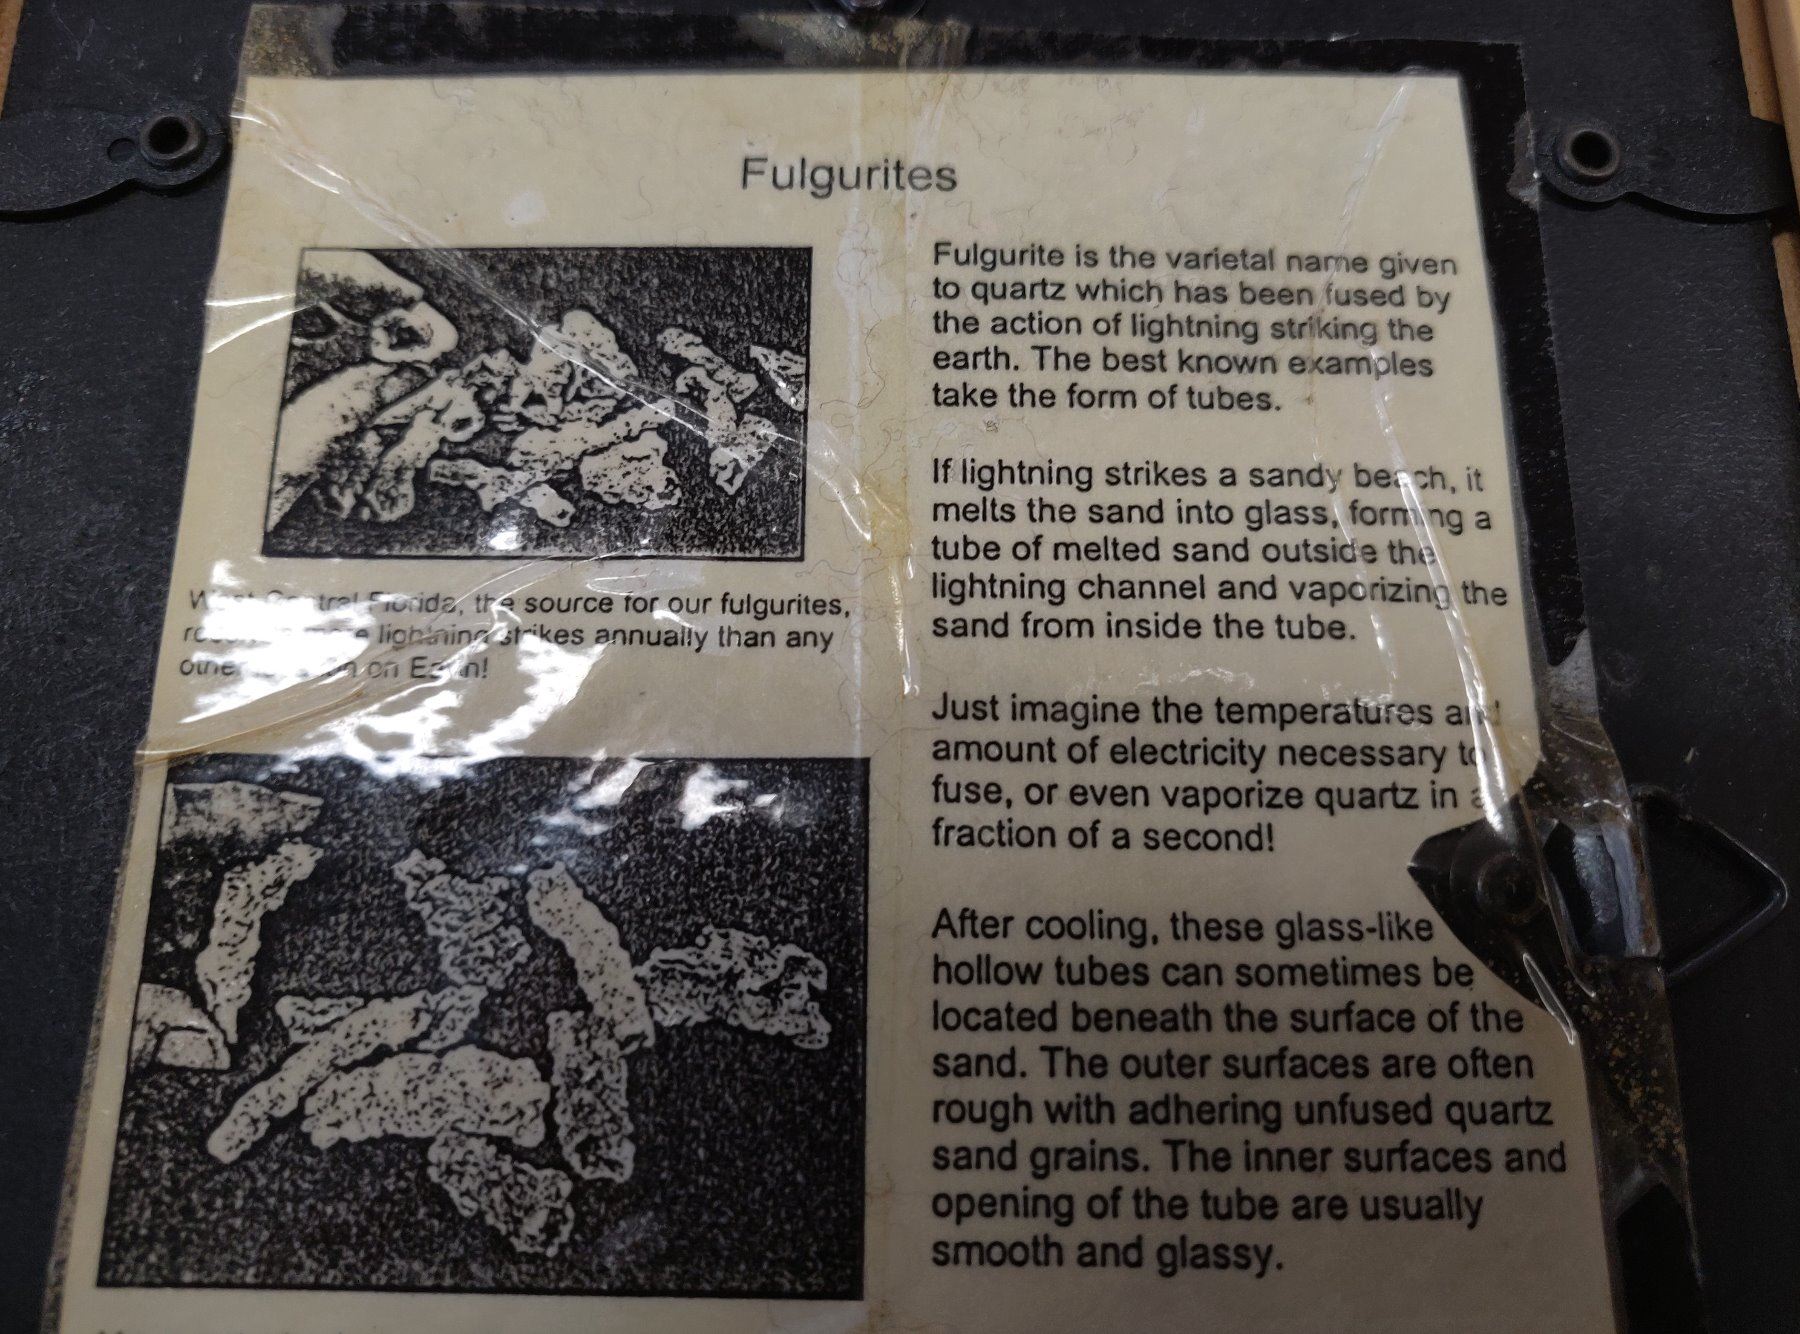 Fulgurites
West Central Florida, the source for our fulgurites,
more lightning strikes annually than any
other on Earth!
Fulgurite is the varietal name given
to quartz which has been fused by
the action of lightning striking the
earth. The best known examples
take the form of tubes.
If lightning strikes a sandy beach, it
melts the sand into glass, forming a
tube of melted sand outside the
lightning channel and vaporizing the
sand from inside the tube.
Just imagine the temperatures and
amount of electricity necessary to
fuse, or even vaporize quartz in a
fraction of a second!
After cooling, these glass-like
hollow tubes can sometimes be
located beneath the surface of the
sand. The outer surfaces are often
rough with adhering unfused quartz
sand grains. The inner surfaces and
opening of the tube are usually
smooth and glassy.